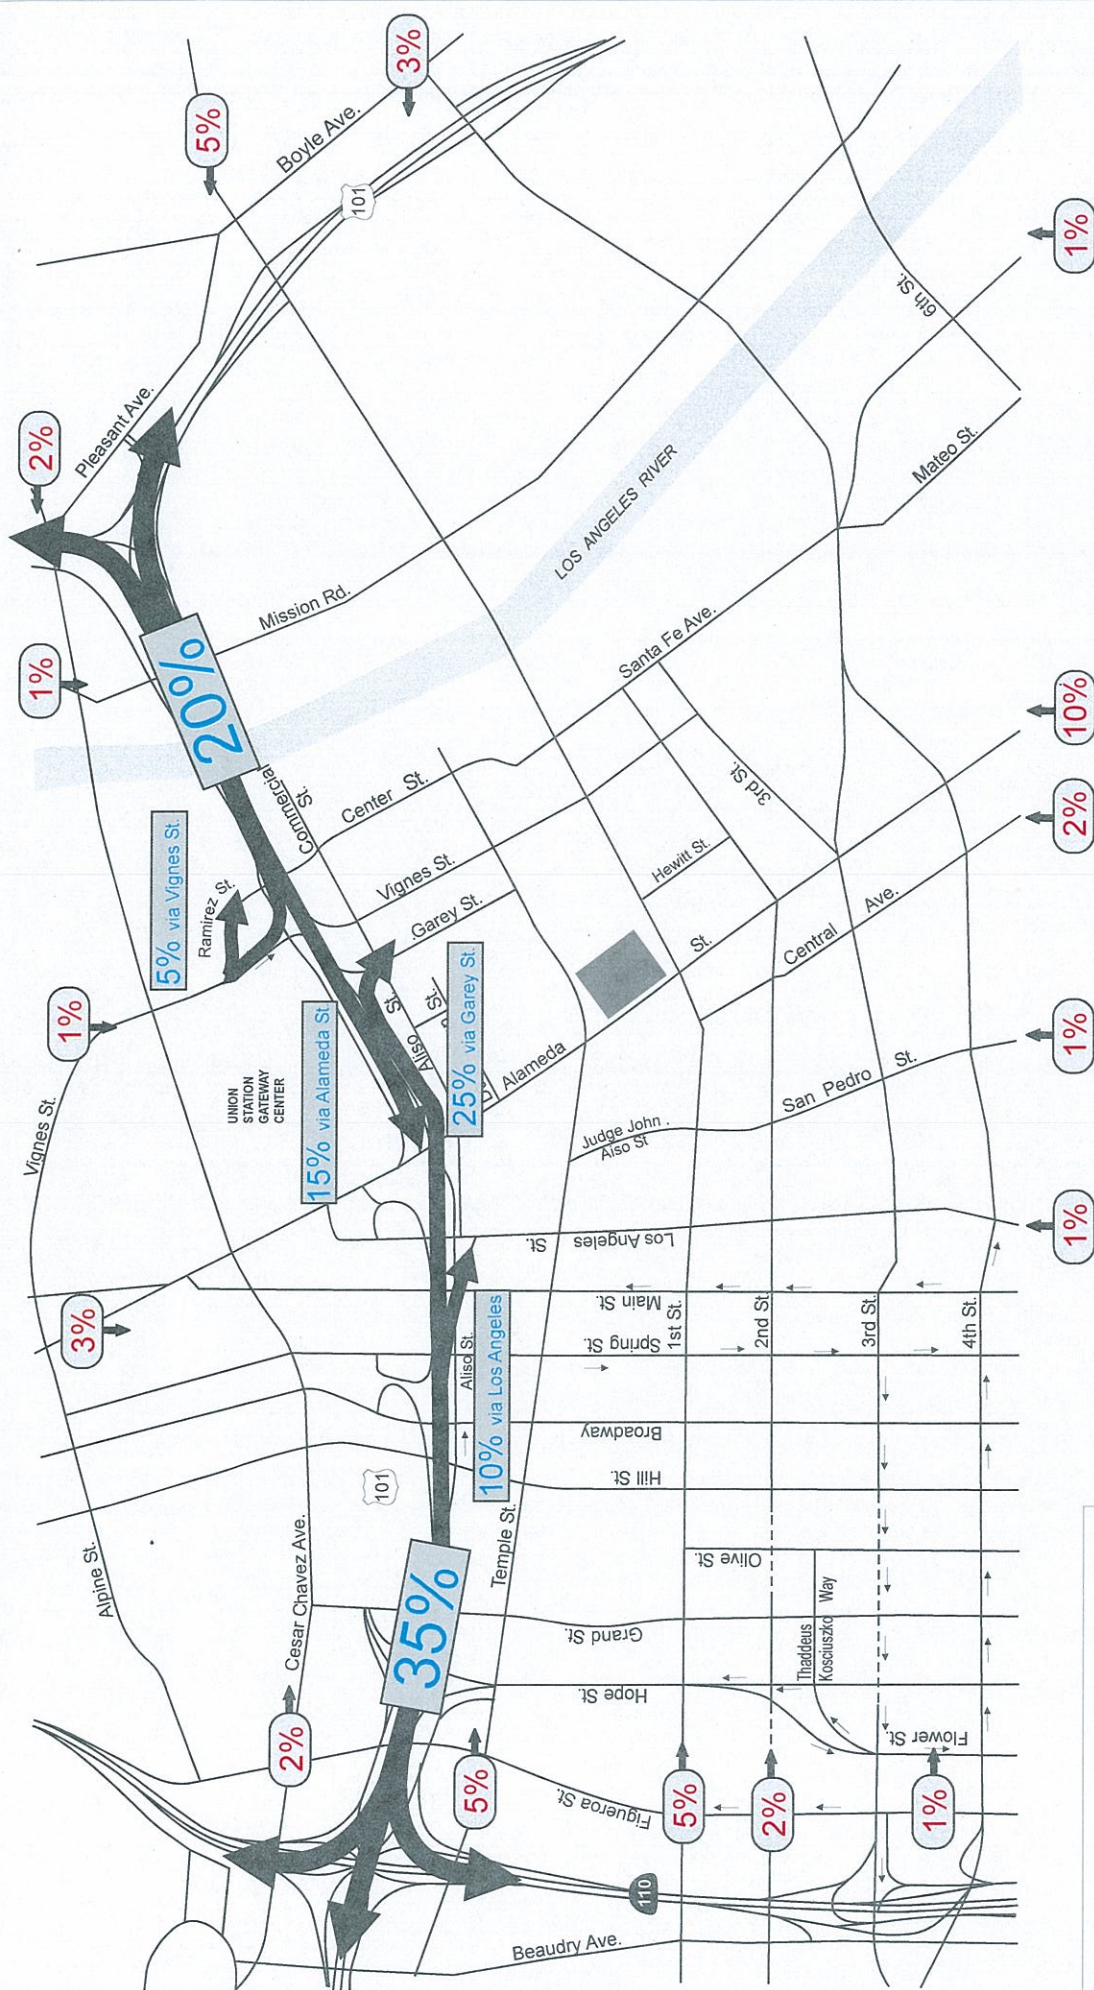 5%
3%
Boyle Ave.
101
2%
Pleasant Ave.
1%
6th St.
1%
20%
Mission Rd.
LOS ANGELES RIVER
Mateo St.
Santa Fe Ave.
10%
2%
5% via Vignes St.
Ramirez St.
Commercial
St.
Center St.
Vignes St.
Garey St.
3rd St.
Hewitt St.
St.
Central Ave.
1%
Vignes St.
UNION
STATION
GATEWAY
CENTER
15% via Alameda St.
Aliso St.
St.
25% via Garey St.
Alameda
Judge John
Aiso St
San Pedro St.
1%
1%
3%
Los Angeles St.
Main St.
Spring St.
Broadway
Hill St.
1st St.
2nd St.
3rd St.
4th St.
Aliso St.
10% via Los Angeles
101
Alpine St.
Cesar Chavez Ave.
Temple St.
35%
Olive St.
Grand St.
Hope St.
Thaddeus
Kosciuszko Way
Flower St.
Figueroa St.
2%
5%
5%
2%
1%
110
Beaudry Ave.